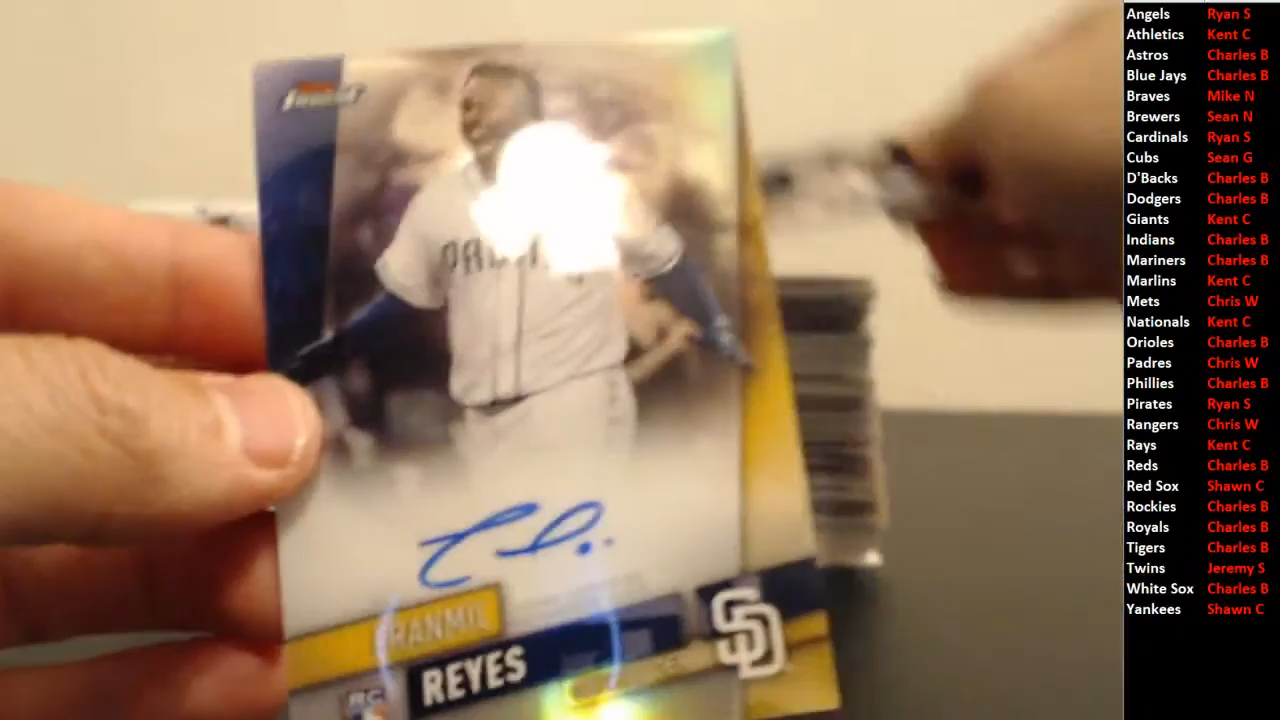 FINEST
RANMIL
REYES
RC
SD
Angels Ryan S
Athletics Kent C
Astros Charles B
Blue Jays Charles B
Braves Mike N
Brewers Sean N
Cardinals Ryan S
Cubs Sean G
D'Backs Charles B
Dodgers Charles B
Giants Kent C
Indians Charles B
Mariners Charles B
Marlins Kent C
Mets Chris W
Nationals Kent C
Orioles Charles B
Padres Chris W
Phillies Charles B
Pirates Ryan S
Rangers Chris W
Rays Kent C
Reds Charles B
Red Sox Shawn C
Rockies Charles B
Royals Charles B
Tigers Charles B
Twins Jeremy S
White Sox Charles B
Yankees Shawn C